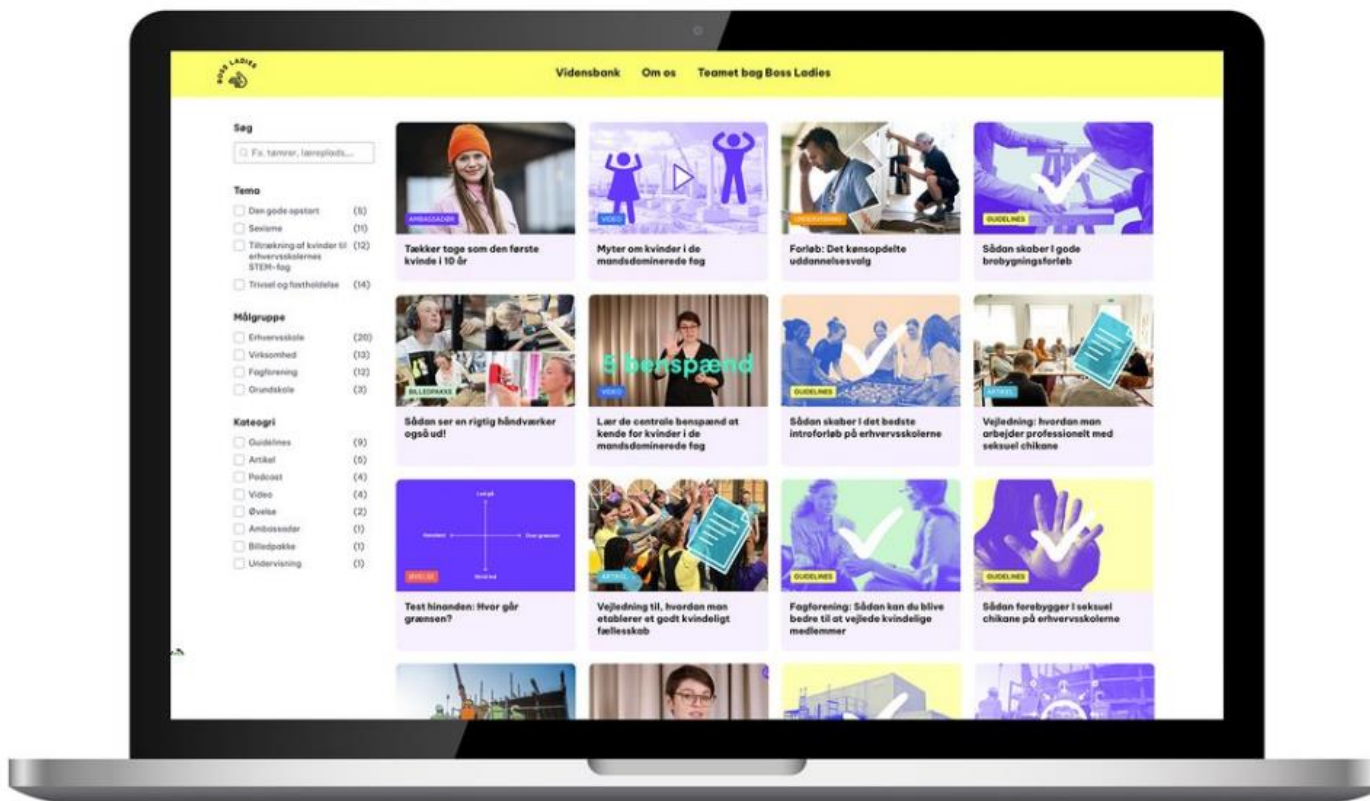 BOSS LADIES
Vidensbank Om os Teamet bag Boss Ladies
Søg
Fx. tømrer, læreplads,...
Tema
Den gode opstart (5)
Sexisme (11)
Tiltrækning af kvinder til (12)
erhvervsskolernes
STEM-fag
Trivsel og fastholdelse (14)
Målgruppe
Erhvervsskole (20)
Virksomhed (13)
Fagforening (12)
Grundskole (3)
Kateogri
Guidelines (9)
Artikel (5)
Podcast (4)
Video (4)
Øvelse (2)
Ambassadør (1)
Billedpakke (1)
Undervisning (1)
AMBASSADØR
Tækker tage som den første
kvinde i 10 år
VIDEO
Myter om kvinder i de
mandsdominerede fag
UNDERVISNING
Forløb: Det kønsopdelte
uddannelsesvalg
GUIDELINES
Sådan skaber I gode
brobygningsforløb
BILLEDPAKKE
Sådan ser en rigtig håndværker
også ud!
5 benspænd
VIDEO
Lær de centrale benspænd at
kende for kvinder i de
mandsdominerede fag
GUIDELINES
Sådan skaber I det bedste
introforløb på erhvervsskolerne
ARTIKEL
Vejledning: hvordan man
arbejder professionelt med
seksuel chikane
Over grænsen
ØVELSE
Test hinanden: Hvor går
grænsen?
ARTIKEL
Vejledning til, hvordan man
etablerer et godt kvindeligt
fællesskab
GUIDELINES
Fagforening: Sådan kan du blive
bedre til at vejlede kvindelige
medlemmer
GUIDELINES
Sådan forebygger I seksuel
chikane på erhvervsskolerne